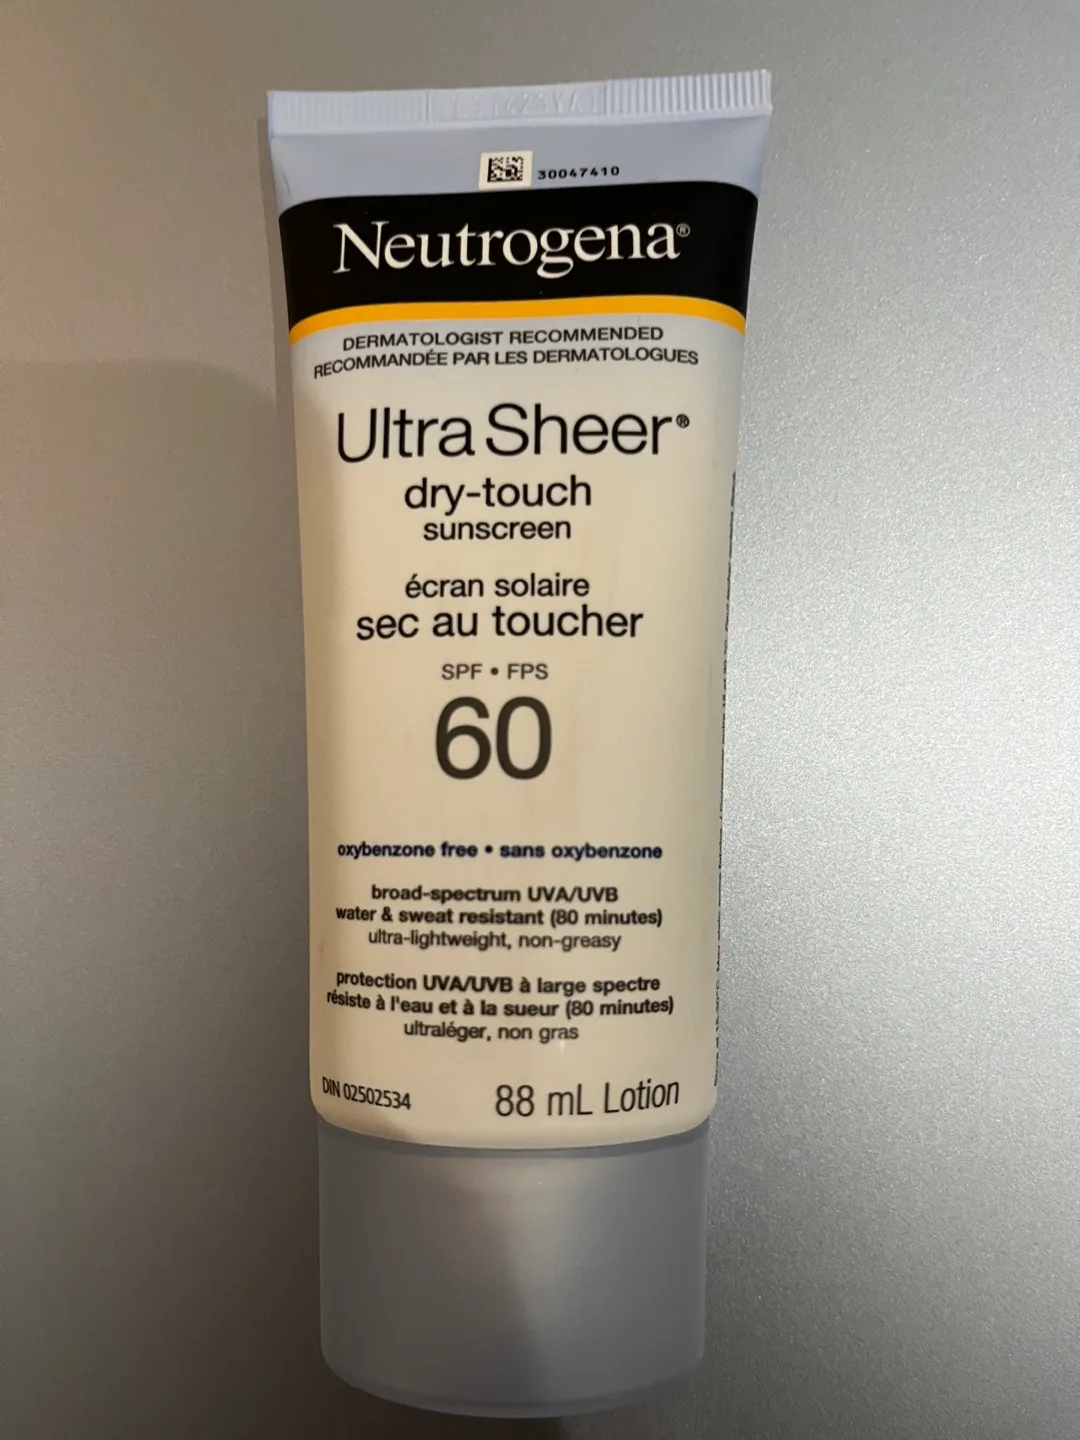 30047410
Neutrogena®
DERMATOLOGIST RECOMMENDED
RECOMMANDÉE PAR LES DERMATOLOGUES
Ultra Sheer®
dry-touch
sunscreen
écran solaire
sec au toucher
SPF • FPS
60
oxybenzone free • sans oxybenzone
broad-spectrum UVA/UVB
water & sweat resistant (80 minutes)
ultra-lightweight, non-greasy
protection UVA/UVB à large spectre
résiste à l'eau et à la sueur (80 minutes)
ultraléger, non gras
DIN 02502534
88 mL Lotion